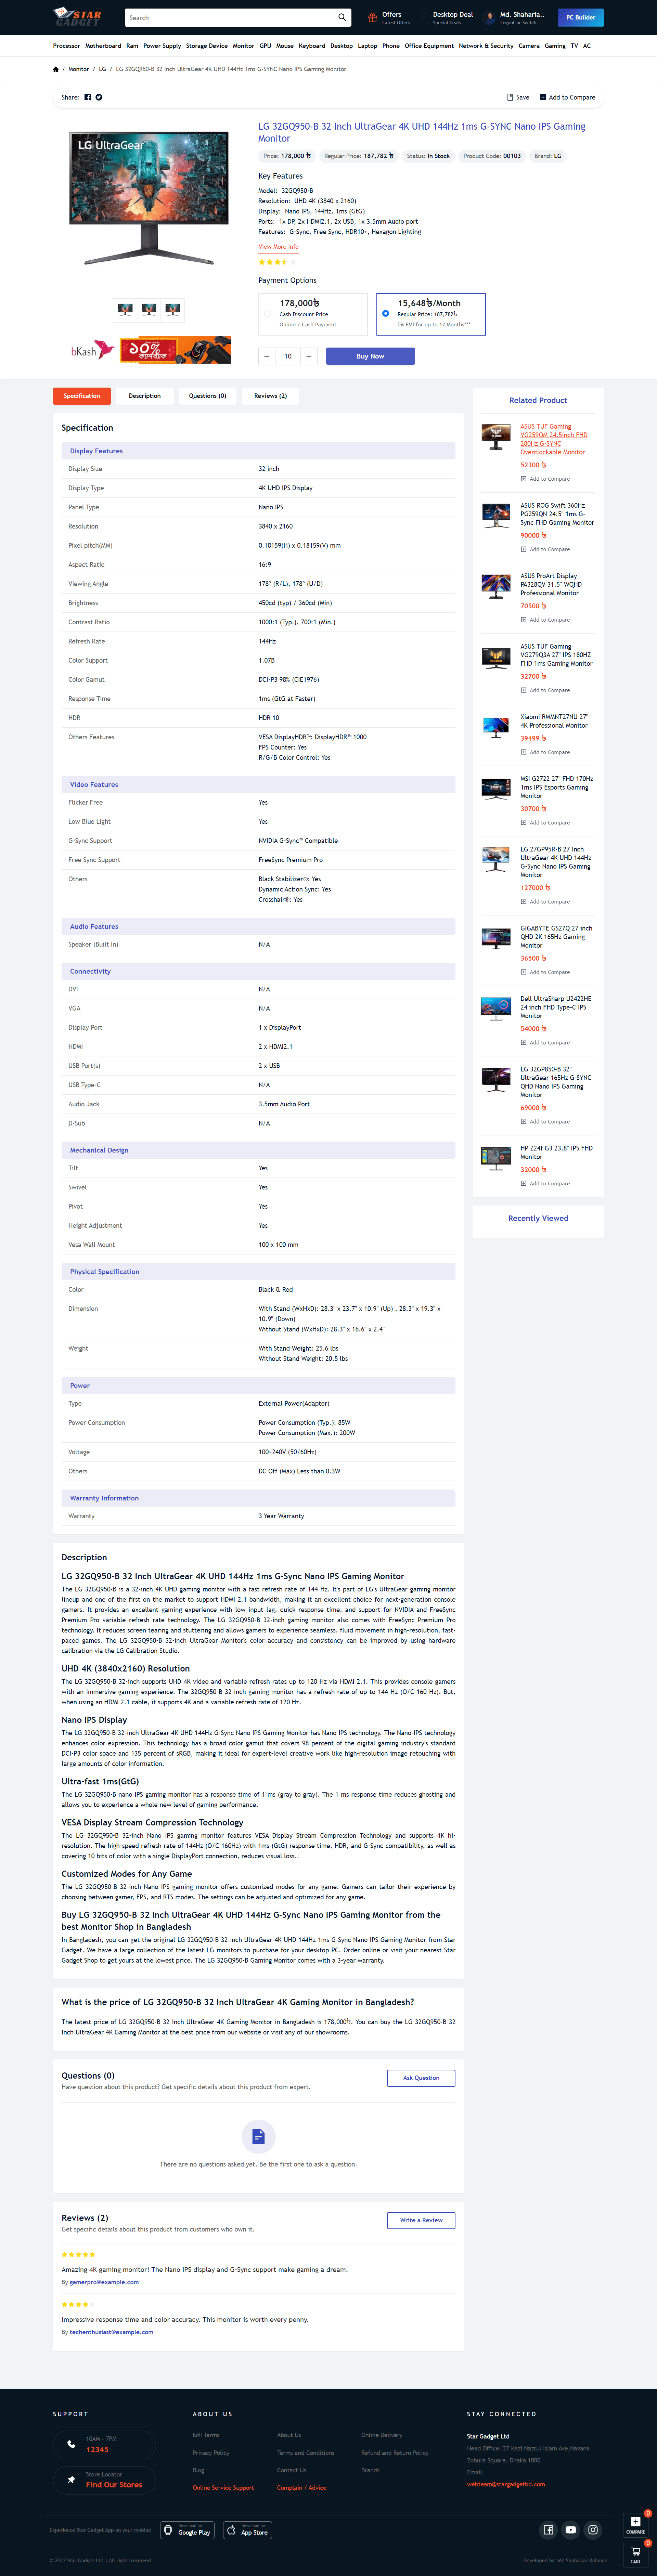 STAR
GADGET
Search
Offers
Latest Offers
Desktop Deal
Special Deals
Md. Shaharia..
Logout or Switch
PC Builder
Processor Motherboard Ram Power Supply Storage Device Monitor GPU Mouse Keyboard Desktop Laptop Phone Office Equipment Network & Security Camera Gaming TV AC
/ Monitor / LG / LG 32GQ950-B 32 Inch UltraGear 4K UHD 144Hz 1ms G-SYNC Nano IPS Gaming Monitor
Share:
Save
Add to Compare
LG UltraGear
bKash
১০%
LG 32GQ950-B 32 Inch UltraGear 4K UHD 144Hz 1ms G-SYNC Nano IPS Gaming
Monitor
Price: 178,000 ৳
Regular Price: 187,782 ৳
Status: In Stock
Product Code: 00103
Brand: LG
Key Features
Model: 32GQ950-B
Resolution: UHD 4K (3840 x 2160)
Display: Nano IPS, 144Hz, 1ms (GtG)
Ports: 1x DP, 2x HDMI2.1, 2x USB, 1x 3.5mm Audio port
Features: G-Sync, Free Sync, HDR10+, Hexagon Lighting
View More Info
Payment Options
178,000৳
Cash Discount Price
Online / Cash Payment
15,648৳/Month
Regular Price: 187,782৳
0% EMI for up to 12 Months***
− 10 +
Buy Now
Specification
Description
Questions (0)
Reviews (2)
Specification
Display Features
Display Size 32 inch
Display Type 4K UHD IPS Display
Panel Type Nano IPS
Resolution 3840 x 2160
Pixel pitch(MM) 0.18159(H) x 0.18159(V) mm
Aspect Ratio 16:9
Viewing Angle 178° (R/L), 178° (U/D)
Brightness 450cd (typ) / 360cd (Min)
Contrast Ratio 1000:1 (Typ.), 700:1 (Min.)
Refresh Rate 144Hz
Color Support 1.07B
Color Gamut DCI-P3 98% (CIE1976)
Response Time 1ms (GtG at Faster)
HDR HDR 10
Others Features VESA DisplayHDR™: DisplayHDR™ 1000
FPS Counter: Yes
R/G/B Color Control: Yes
Video Features
Flicker Free Yes
Low Blue Light Yes
G-Sync Support NVIDIA G-Sync™ Compatible
Free Sync Support FreeSync Premium Pro
Others Black Stabilizer®: Yes
Dynamic Action Sync: Yes
Crosshair®: Yes
Audio Features
Speaker (Built In) N/A
Connectivity
DVI N/A
VGA N/A
Display Port 1 x DisplayPort
HDMI 2 x HDMI2.1
USB Port(s) 2 x USB
USB Type-C N/A
Audio Jack 3.5mm Audio Port
D-Sub N/A
Mechanical Design
Tilt Yes
Swivel Yes
Pivot Yes
Height Adjustment Yes
Vesa Wall Mount 100 x 100 mm
Physical Specification
Color Black & Red
Dimension With Stand (WxHxD): 28.3" x 23.7" x 10.9" (Up) , 28.3" x 19.3" x
10.9" (Down)
Without Stand (WxHxD): 28.3" x 16.6" x 2.4"
Weight With Stand Weight: 25.6 lbs
Without Stand Weight: 20.5 lbs
Power
Type External Power(Adapter)
Power Consumption Power Consumption (Typ.): 85W
Power Consumption (Max.): 200W
Voltage 100~240V (50/60Hz)
Others DC Off (Max) Less than 0.3W
Warranty Information
Warranty 3 Year Warranty
Related Product
ASUS TUF Gaming
VG259QM 24.5inch FHD
280Hz G-SYNC
Overclockable Monitor
52300 ৳
Add to Compare
ASUS ROG Swift 360Hz
PG259QN 24.5" 1ms G-
Sync FHD Gaming Monitor
90000 ৳
Add to Compare
ASUS ProArt Display
PA328QV 31.5" WQHD
Professional Monitor
70500 ৳
Add to Compare
ASUS TUF Gaming
VG279Q3A 27" IPS 180HZ
FHD 1ms Gaming Monitor
32700 ৳
Add to Compare
Xiaomi RMMNT27NU 27"
4K Professional Monitor
39499 ৳
Add to Compare
MSI G2722 27" FHD 170Hz
1ms IPS Esports Gaming
Monitor
30700 ৳
Add to Compare
LG 27GP95R-B 27 Inch
UltraGear 4K UHD 144Hz
G-Sync Nano IPS Gaming
Monitor
127000 ৳
Add to Compare
GIGABYTE GS27Q 27 inch
QHD 2K 165Hz Gaming
Monitor
36500 ৳
Add to Compare
Dell UltraSharp U2422HE
24 inch FHD Type-C IPS
Monitor
54000 ৳
Add to Compare
LG 32GP850-B 32"
UltraGear 165Hz G-SYNC
QHD Nano IPS Gaming
Monitor
69000 ৳
Add to Compare
HP Z24f G3 23.8" IPS FHD
Monitor
32000 ৳
Add to Compare
Recently Viewed
Description
LG 32GQ950-B 32 Inch UltraGear 4K UHD 144Hz 1ms G-Sync Nano IPS Gaming Monitor
The LG 32GQ950-B is a 32-inch 4K UHD gaming monitor with a fast refresh rate of 144 Hz. It's part of LG's UltraGear gaming monitor
lineup and one of the first on the market to support HDMI 2.1 bandwidth, making it an excellent choice for next-generation console
gamers. It provides an excellent gaming experience with low input lag, quick response time, and support for NVIDIA and FreeSync
Premium Pro variable refresh rate technology. The LG 32GQ950-B 32-inch gaming monitor also comes with FreeSync Premium Pro
technology. It reduces screen tearing and stuttering and allows gamers to experience seamless, fluid movement in high-resolution, fast-
paced games. The LG 32GQ950-B 32-inch UltraGear Monitor's color accuracy and consistency can be improved by using hardware
calibration via the LG Calibration Studio.
UHD 4K (3840x2160) Resolution
The LG 32GQ950-B 32-inch supports UHD 4K video and variable refresh rates up to 120 Hz via HDMI 2.1. This provides console gamers
with an immersive gaming experience. The 32GQ950-B 32-inch gaming monitor has a refresh rate of up to 144 Hz (O/C 160 Hz). But,
when using an HDMI 2.1 cable, it supports 4K and a variable refresh rate of 120 Hz.
Nano IPS Display
The LG 32GQ950-B 32-inch UltraGear 4K UHD 144Hz G-Sync Nano IPS Gaming Monitor has Nano IPS technology. The Nano-IPS technology
enhances color expression. This technology has a broad color gamut that covers 98 percent of the digital gaming industry's standard
DCI-P3 color space and 135 percent of sRGB, making it ideal for expert-level creative work like high-resolution image retouching with
large amounts of color information.
Ultra-fast 1ms(GtG)
The LG 32GQ950-B nano IPS gaming monitor has a response time of 1 ms (gray to gray). The 1 ms response time reduces ghosting and
allows you to experience a whole new level of gaming performance.
VESA Display Stream Compression Technology
The LG 32GQ950-B 32-inch Nano IPS gaming monitor features VESA Display Stream Compression Technology and supports 4K hi-
resolution. The high-speed refresh rate of 144Hz (O/C 160Hz) with 1ms (GtG) response time, HDR, and G-Sync compatibility, as well as
covering 10 bits of color with a single DisplayPort connection, reduces visual loss..
Customized Modes for Any Game
The LG 32GQ950-B 32-inch Nano IPS gaming monitor offers customized modes for any game. Gamers can tailor their experience by
choosing between gamer, FPS, and RTS modes. The settings can be adjusted and optimized for any game.
Buy LG 32GQ950-B 32 Inch UltraGear 4K UHD 144Hz G-Sync Nano IPS Gaming Monitor from the
best Monitor Shop in Bangladesh
In Bangladesh, you can get the original LG 32GQ950-B 32-inch UltraGear 4K UHD 144Hz 1ms G-Sync Nano IPS Gaming Monitor from Star
Gadget. We have a large collection of the latest LG monitors to purchase for your desktop PC. Order online or visit your nearest Star
Gadget Shop to get yours at the lowest price. The LG 32GQ950-B Gaming Monitor comes with a 3-year warranty.
What is the price of LG 32GQ950-B 32 Inch UltraGear 4K Gaming Monitor in Bangladesh?
The latest price of LG 32GQ950-B 32 Inch UltraGear 4K Gaming Monitor in Bangladesh is 178,000৳. You can buy the LG 32GQ950-B 32
Inch UltraGear 4K Gaming Monitor at the best price from our website or visit any of our showrooms.
Questions (0)
Have question about this product? Get specific details about this product from expert.
Ask Question
There are no questions asked yet. Be the first one to ask a question.
Reviews (2)
Get specific details about this product from customers who own it.
Write a Review
Amazing 4K gaming monitor! The Nano IPS display and G-Sync support make gaming a dream.
By gamerpro@example.com
Impressive response time and color accuracy. This monitor is worth every penny.
By techenthusiast@example.com
SUPPORT
10AM - 7PM
12345
Store Locator
Find Our Stores
ABOUT US
EMI Terms About Us Online Delivery
Privacy Policy Terms and Conditions Refund and Return Policy
Blog Contact Us Brands
Online Service Support Complain / Advice
STAY CONNECTED
Star Gadget Ltd
Head Office: 27 Kazi Nazrul Islam Ave,Navana
Zohura Square, Dhaka 1000
Email:
webteam@stargadgetbd.com
Experience Star Gadget App on your mobile:
Download on
Google Play
Download on
App Store
© 2023 Star Gadget Ltd | All rights reserved
Developed by: Md Shahariar Rahman
0
COMPARE
0
CART